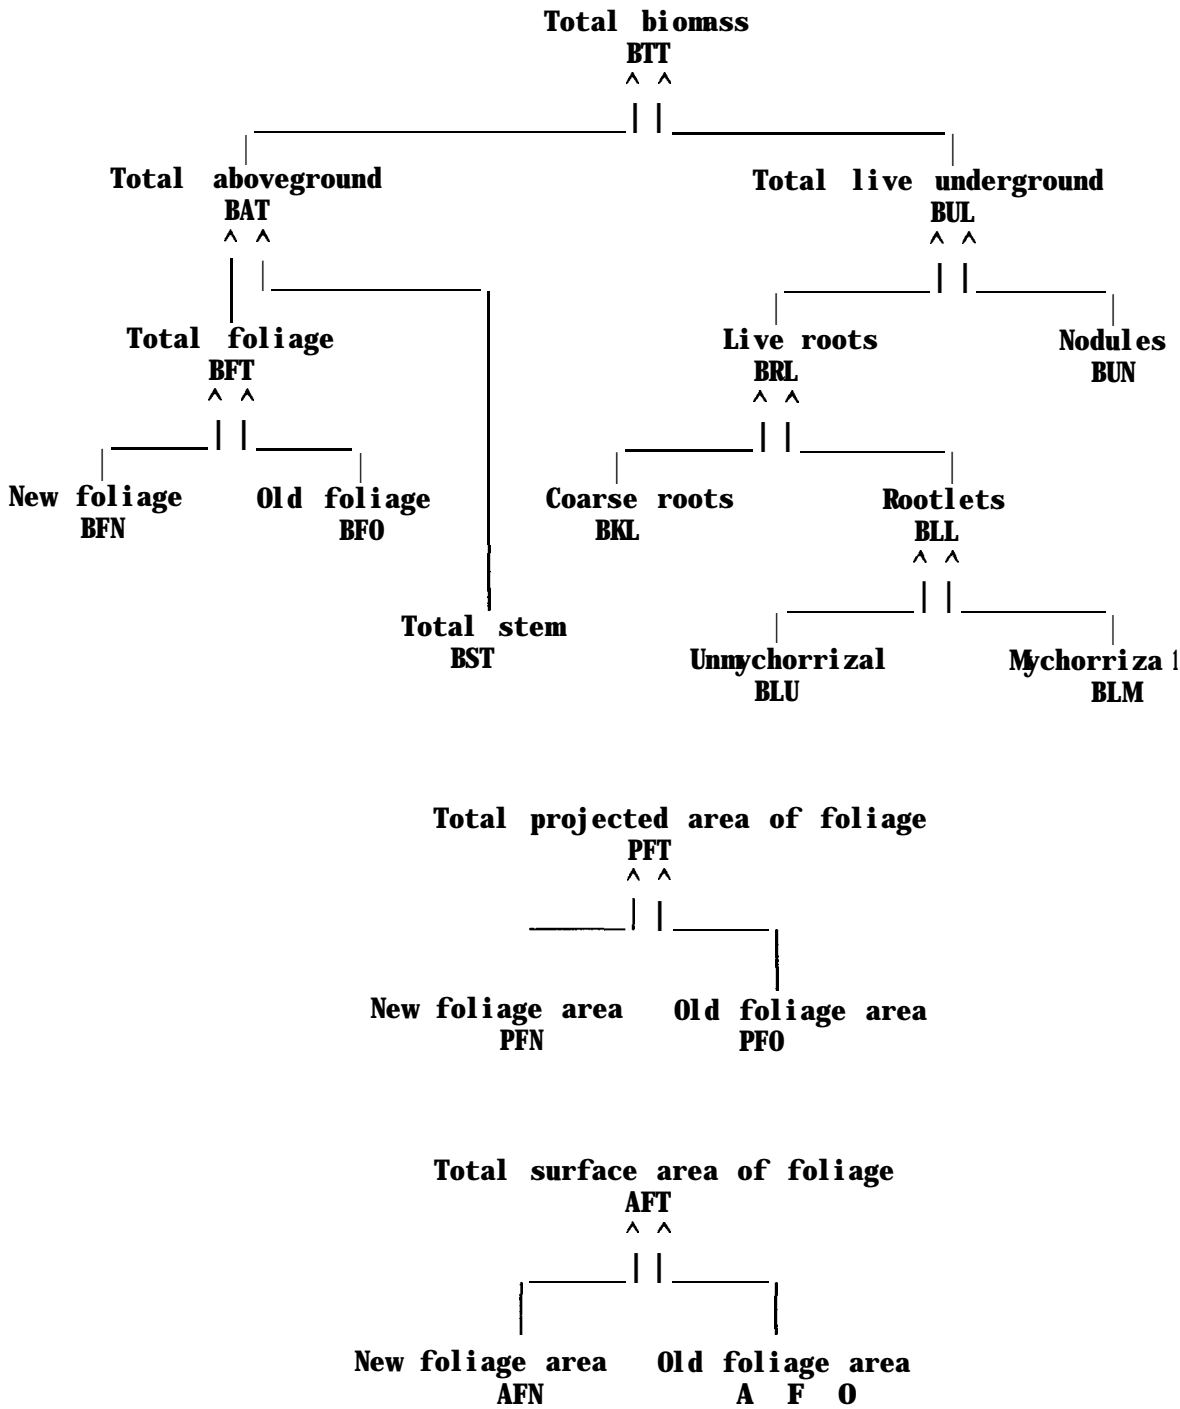 Total biomass
BTT
^ ^
Total aboveground
BAT
^ ^
Total live underground
BUL
^ ^
Total foliage
BFT
^ ^
Live roots
BRL
^ ^
Nodules
BUN
New foliage
BFN
Old foliage
BFO
Coarse roots
BKL
Rootlets
BLL
^ ^
Total stem
BST
Unmychorrizal
BLU
Mychorrizal
BLM
Total projected area of foliage
PFT
^ ^
New foliage area
PFN
Old foliage area
PFO
Total surface area of foliage
AFT
^ ^
New foliage area
AFN
Old foliage area
A F O